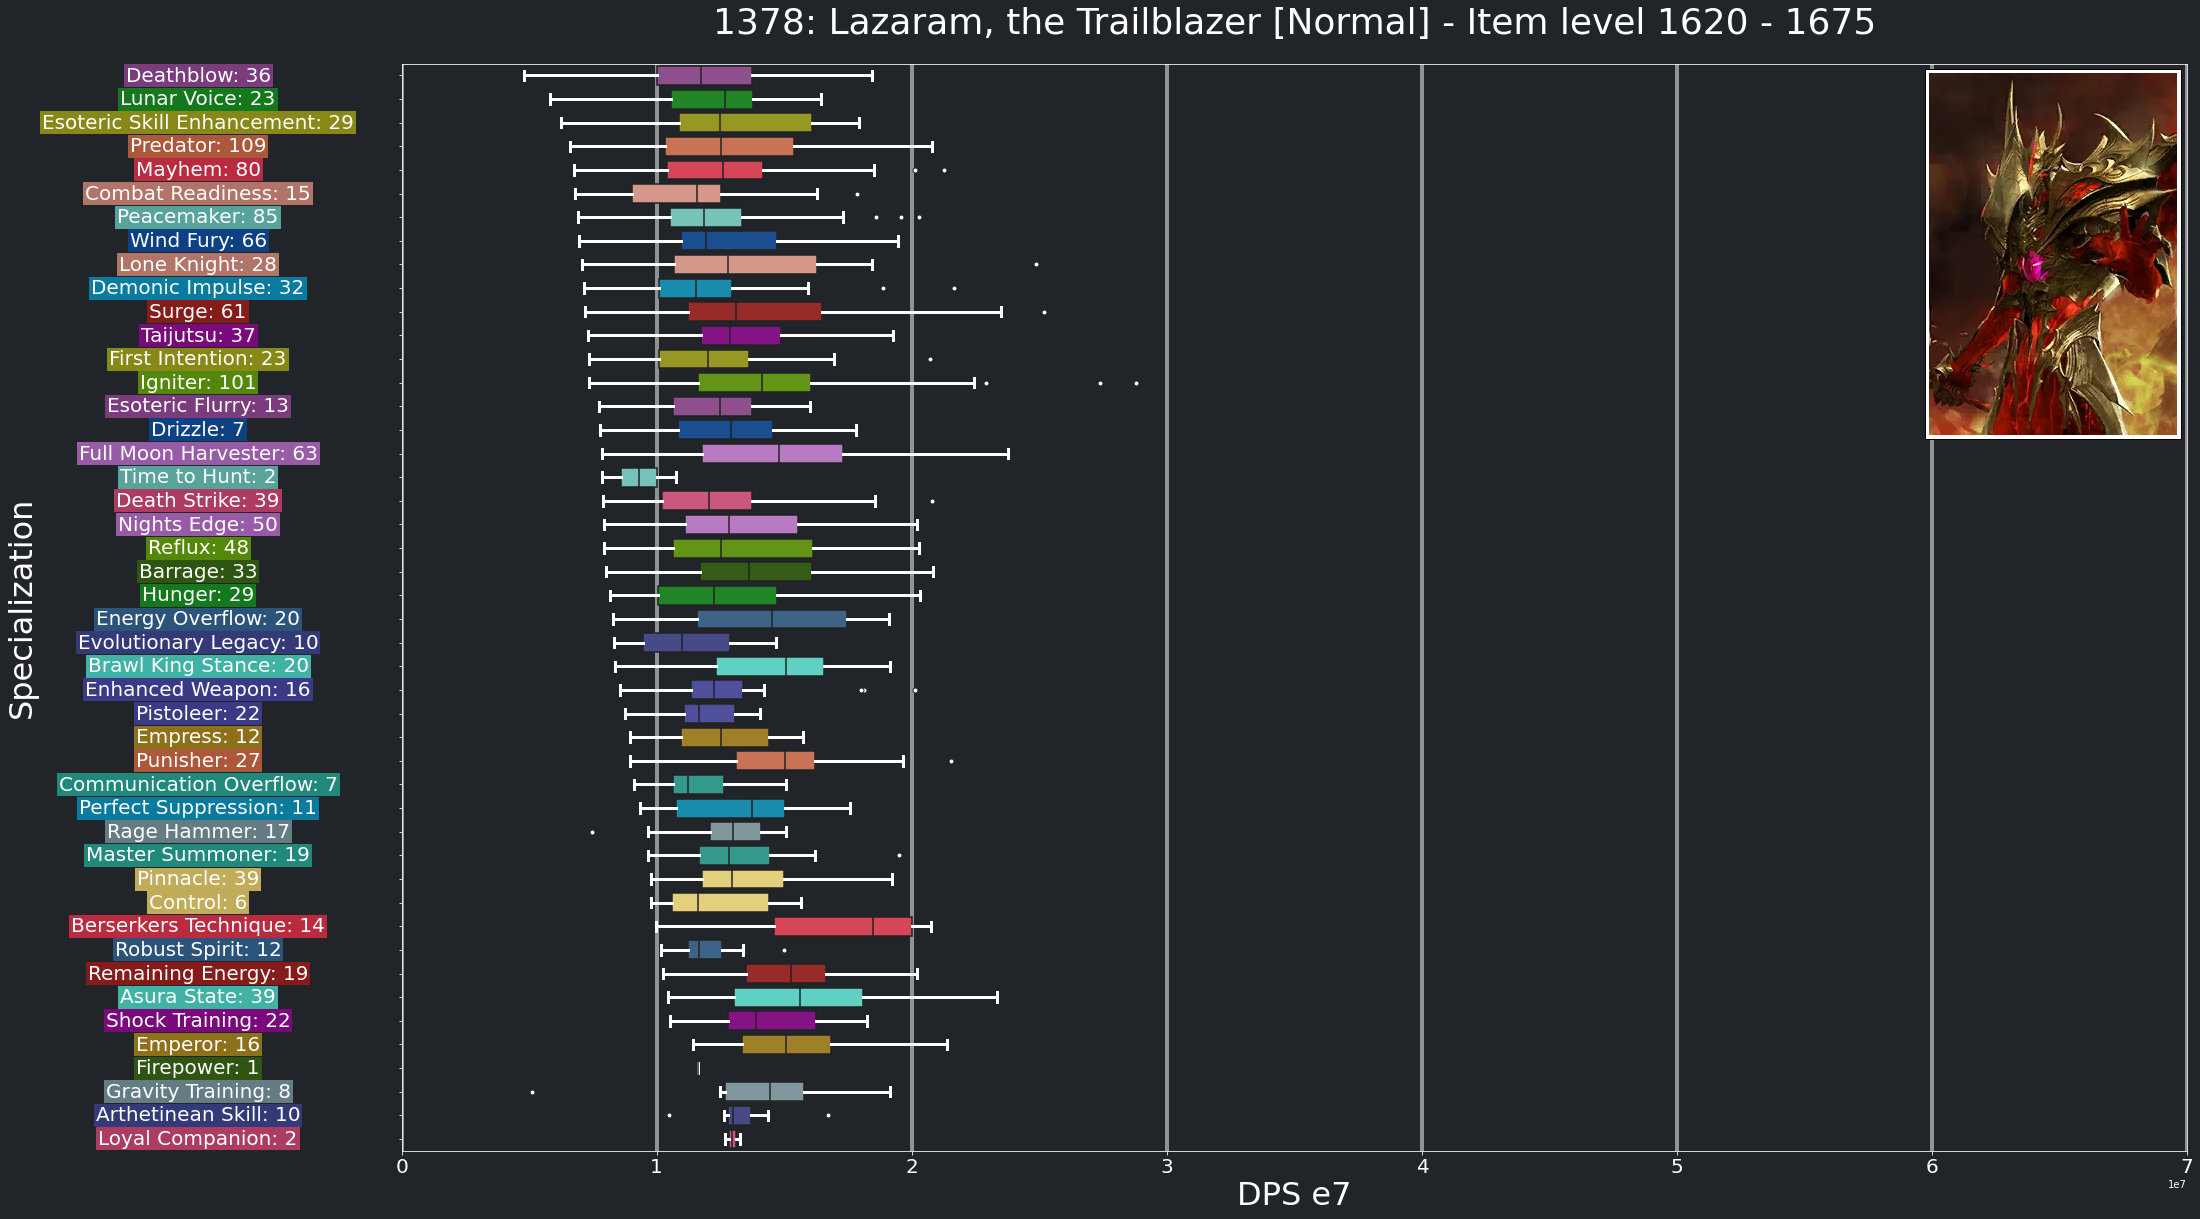 1378: Lazaram, the Trailblazer [Normal] - Item level 1620 - 1675
Specialization
Deathblow: 36
Lunar Voice: 23
Esoteric Skill Enhancement: 29
Predator: 109
Mayhem: 80
Combat Readiness: 15
Peacemaker: 85
Wind Fury: 66
Lone Knight: 28
Demonic Impulse: 32
Surge: 61
Taijutsu: 37
First Intention: 23
Igniter: 101
Esoteric Flurry: 13
Drizzle: 7
Full Moon Harvester: 63
Time to Hunt: 2
Death Strike: 39
Nights Edge: 50
Reflux: 48
Barrage: 33
Hunger: 29
Energy Overflow: 20
Evolutionary Legacy: 10
Brawl King Stance: 20
Enhanced Weapon: 16
Pistoleer: 22
Empress: 12
Punisher: 27
Communication Overflow: 7
Perfect Suppression: 11
Rage Hammer: 17
Master Summoner: 19
Pinnacle: 39
Control: 6
Berserkers Technique: 14
Robust Spirit: 12
Remaining Energy: 19
Asura State: 39
Shock Training: 22
Emperor: 16
Firepower: 1
Gravity Training: 8
Arthetinean Skill: 10
Loyal Companion: 2
0 1 2 3 4 5 6 7
1e7
DPS e7